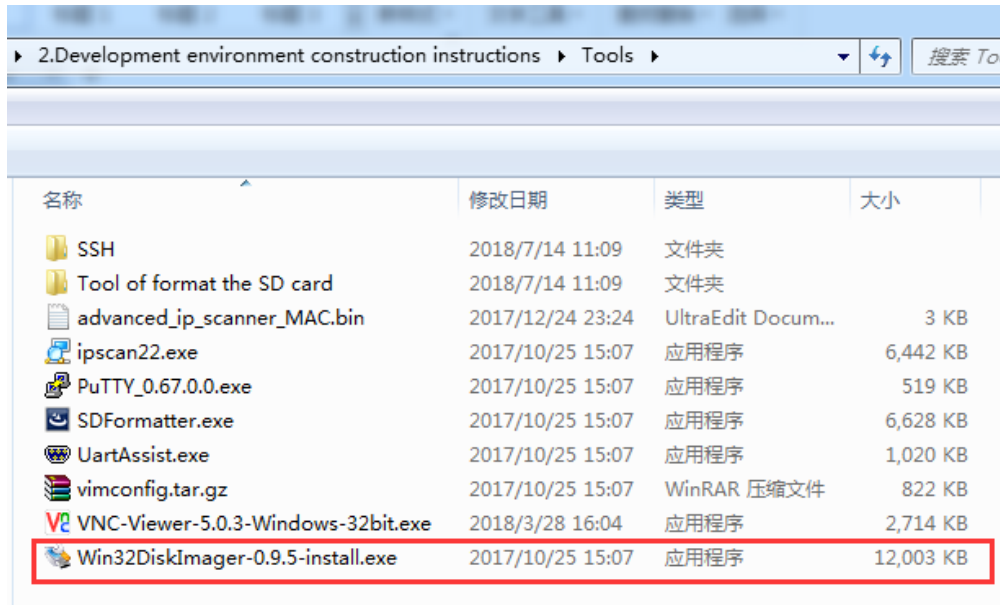 2.Development environment construction instructions Tools 搜索 To
名称 修改日期 类型 大小
SSH 2018/7/14 11:09 文件夹
Tool of format the SD card 2018/7/14 11:09 文件夹
advanced_ip_scanner_MAC.bin 2017/12/24 23:24 UltraEdit Docum... 3 KB
ipscan22.exe 2017/10/25 15:07 应用程序 6,442 KB
PuTTY_0.67.0.0.exe 2017/10/25 15:07 应用程序 519 KB
SDFormatter.exe 2017/10/25 15:07 应用程序 6,628 KB
UartAssist.exe 2017/10/25 15:07 应用程序 1,020 KB
vimconfig.tar.gz 2017/10/25 15:07 WinRAR 压缩文件 822 KB
VNC-Viewer-5.0.3-Windows-32bit.exe 2018/3/28 16:04 应用程序 2,714 KB
Win32DiskImager-0.9.5-install.exe 2017/10/25 15:07 应用程序 12,003 KB